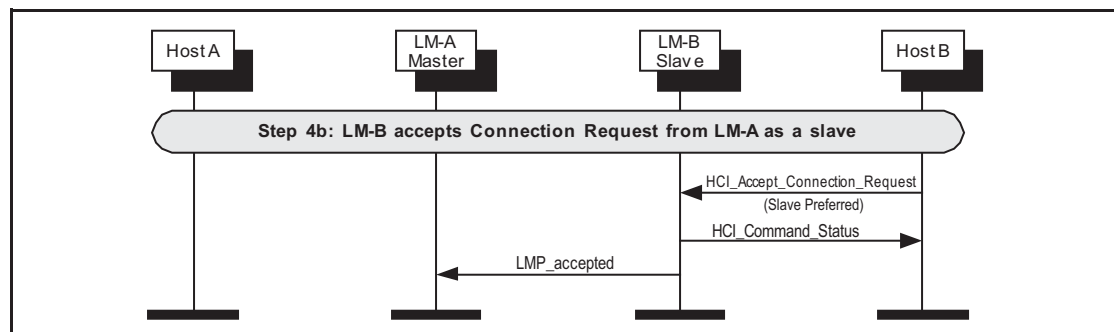 Host A
LM-A
Master
LM-B
Slave
Host B
Step 4b: LM-B accepts Connection Request from LM-A as a slave
HCI_Accept_Connection_Request
(Slave Preferred)
HCI_Command_Status
LMP_accepted